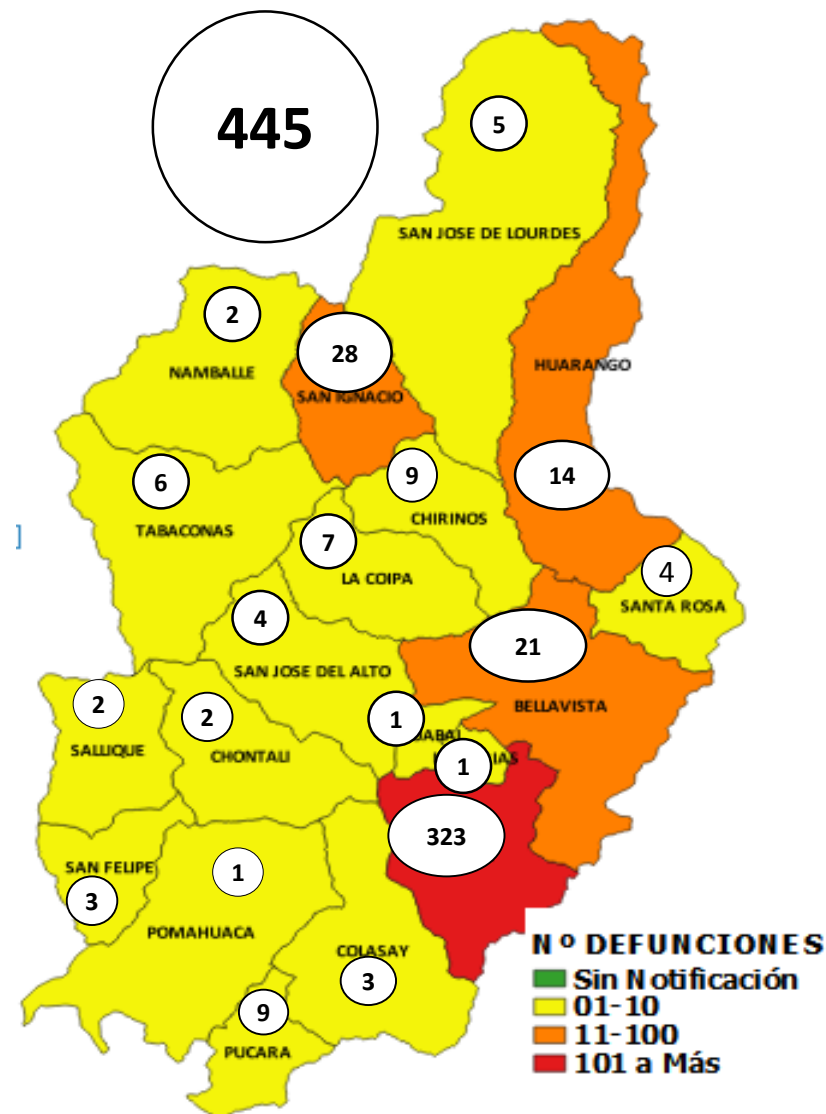 445
5
SAN JOSE DE LOURDES
2
NAMBALLE
28
SAN IGNACIO
HUARANGO
14
6
TABACONAS
9
CHIRINOS
]
7
LA COIPA
4
SANTA ROSA
4
SAN JOSE DEL ALTO
21
BELLAVISTA
2
SALLIQUE
2
CHONTALI
1
1
323
SAN FELIPE
3
1
POMAHUACA
COLASAY
3
9
PUCARA
Nº DEFUNCIONES
Sin Notificación
01-10
11-100
101 a Más